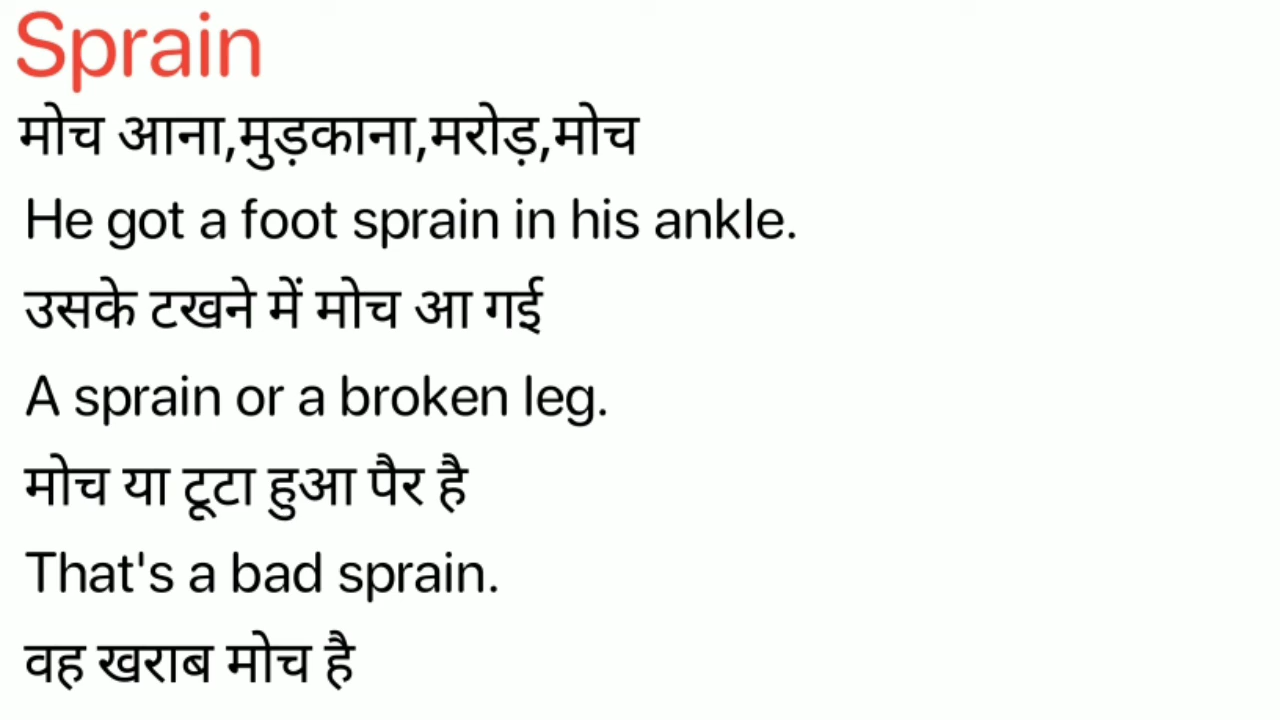 Sprain
मोच आना,मुड़काना,मरोड़,मोच
He got a foot sprain in his ankle.
उसके टखने में मोच आ गई
A sprain or a broken leg.
मोच या टूटा हुआ पैर है
That's a bad sprain.
वह खराब मोच है